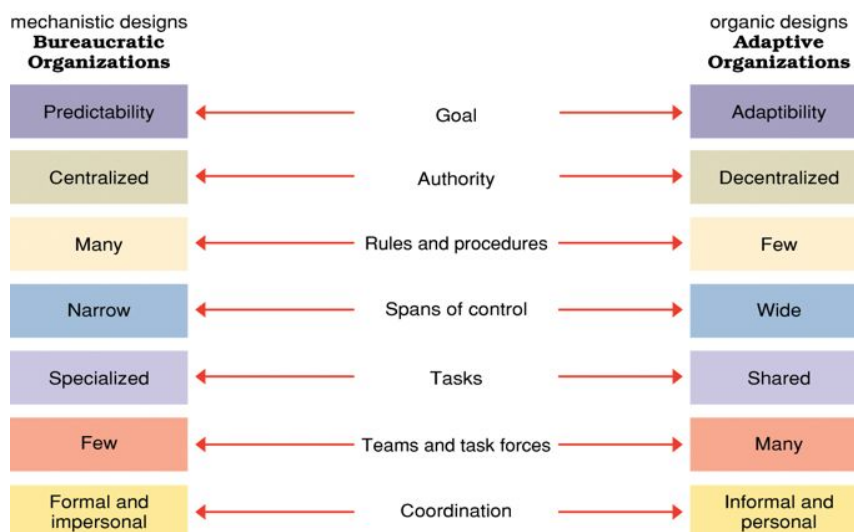 mechanistic designs
Bureaucratic
Organizations
organic designs
Adaptive
Organizations
Predictability
Goal
Adaptibility
Centralized
Authority
Decentralized
Many
Rules and procedures
Few
Narrow
Spans of control
Wide
Specialized
Tasks
Shared
Few
Teams and task forces
Many
Formal and
impersonal
Coordination
Informal and
personal